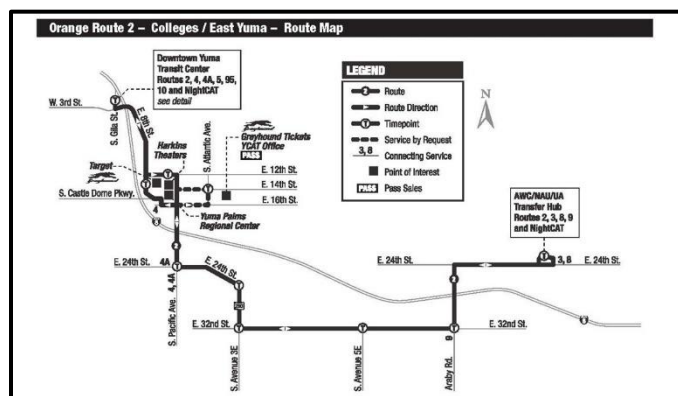 Orange Route 2 – Colleges / East Yuma – Route Map
Downtown Yuma
Transit Center
Routes 2, 4, 4A, 5, 95,
10 and NightCAT
see detail
W. 3rd St.
S. Gila St.
E. 8th St.
Harkins
Theaters
S. Atlantic Ave.
Greyhound Tickets
YCAT Office
PASS
Target
E. 12th St.
E. 14th St.
E. 16th St.
S. Castle Dome Pkwy.
4
Yuma Palms
Regional Center
2
E. 24th St.
4A
4, 4A
E. 24th St.
S. Pacific Ave.
E. 32nd St.
S. Avenue 3E
S. Avenue 5E
9
Araby Rd.
E. 32nd St.
2
E. 24th St.
3, 8
E. 24th St.
AWC/NAU/UA
Transfer Hub
Routes 2, 3, 8, 9
and NightCAT
LEGEND
2 Route
Route Direction
T Timepoint
Service by Request
3, 8 Connecting Service
Point of Interest
PASS Pass Sales
N